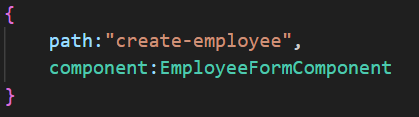 {
path:"create-employee",
component:EmployeeFormComponent
}